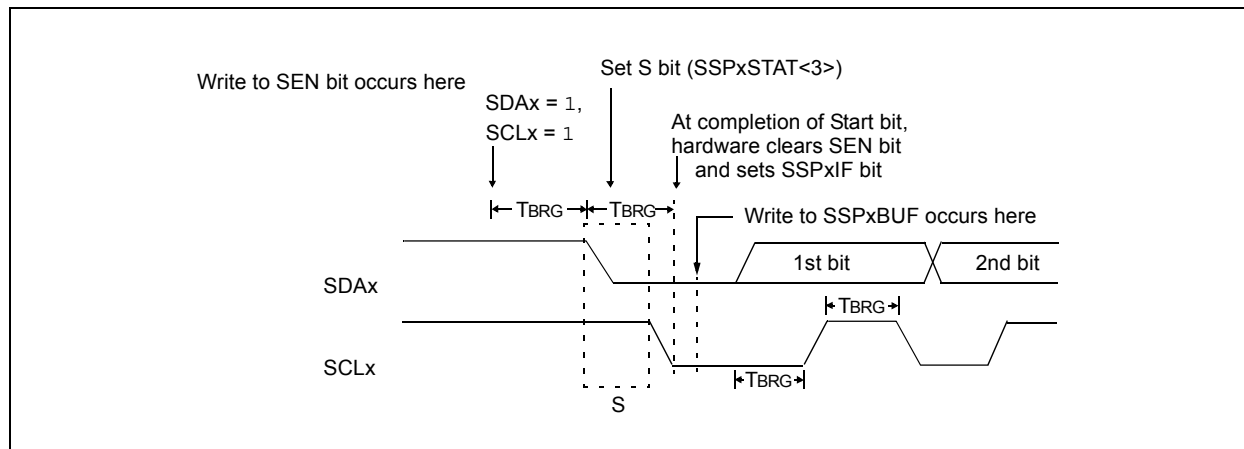 Write to SEN bit occurs here
Set S bit (SSPxSTAT<3>)
SDAx = 1,
SCLx = 1
At completion of Start bit,
hardware clears SEN bit
and sets SSPxIF bit
TBRG
TBRG
Write to SSPxBUF occurs here
SDAx
1st bit
2nd bit
TBRG
SCLx
TBRG
S